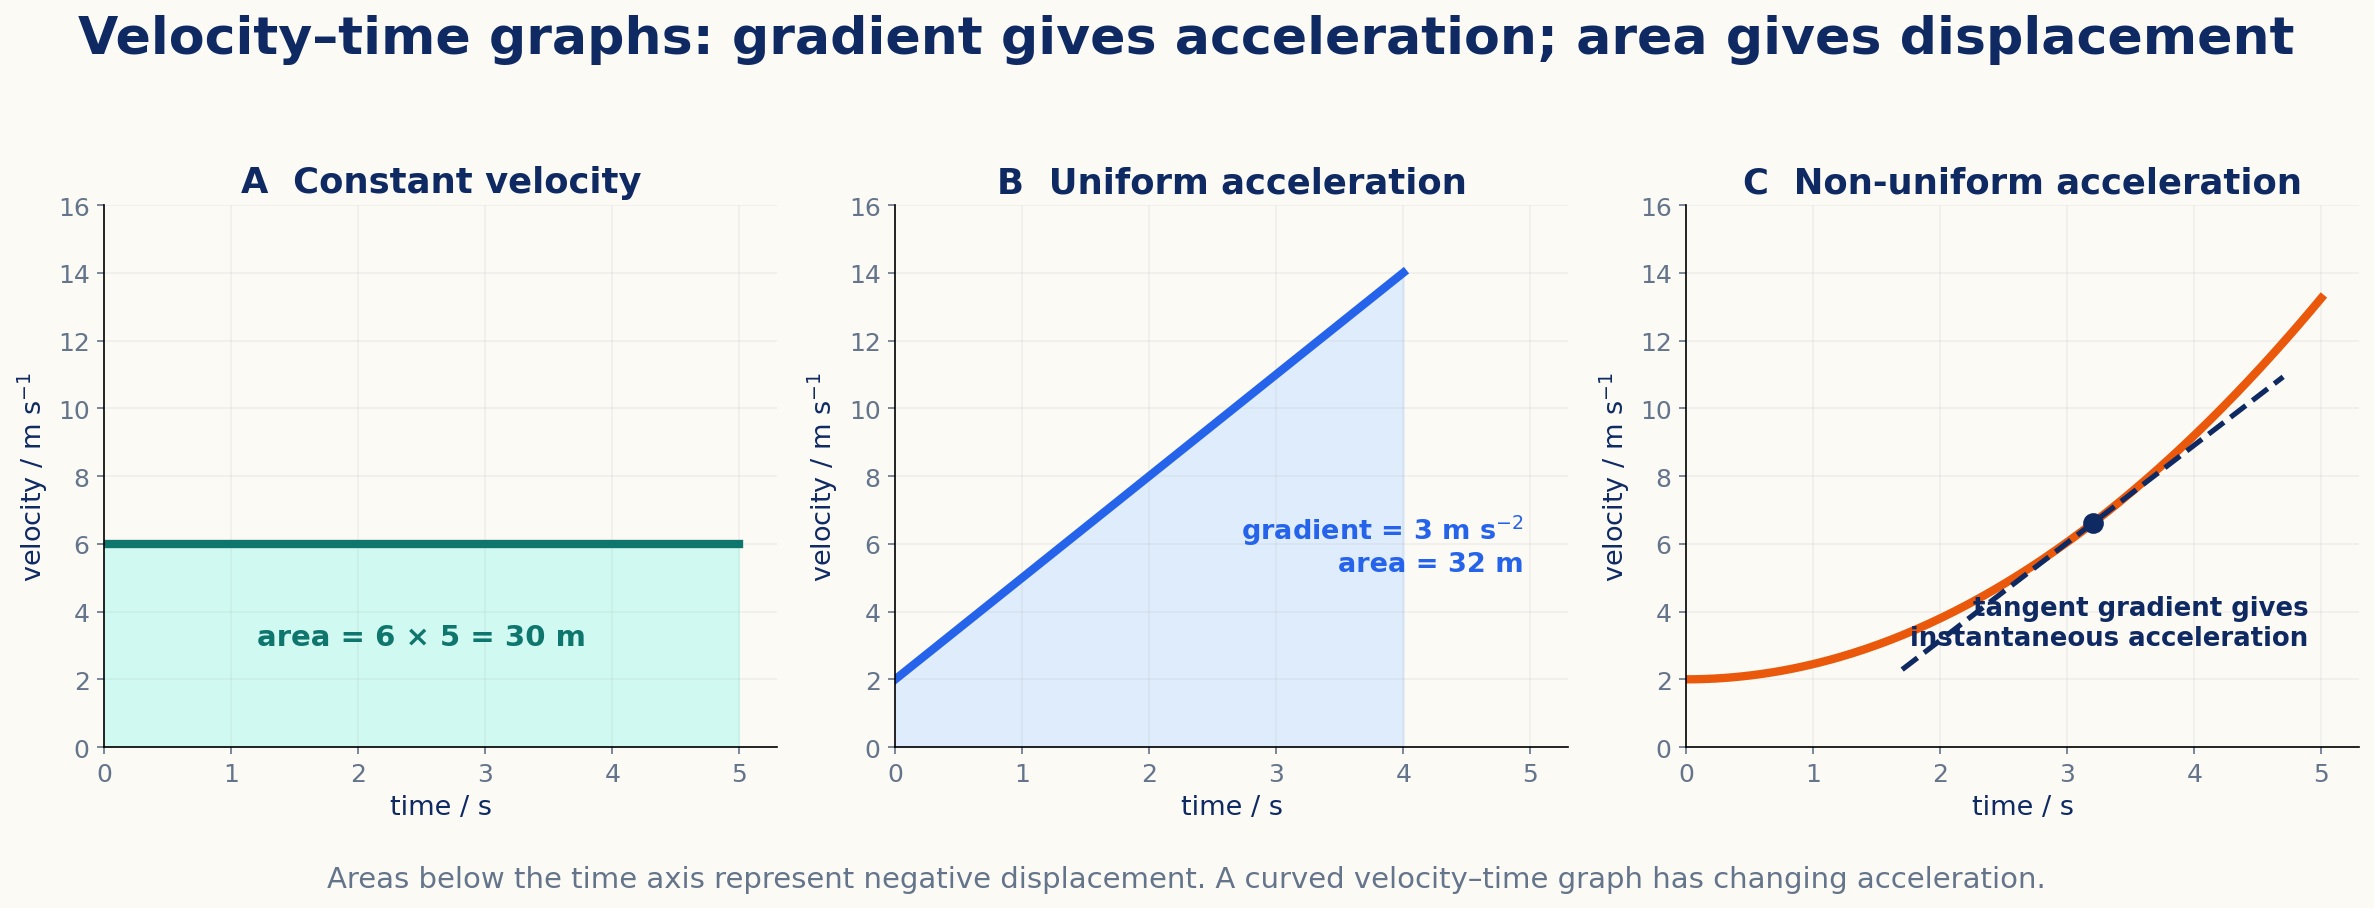 Velocity–time graphs: gradient gives acceleration; area gives displacement
A Constant velocity
16
14
12
10
8
6
4
2
0
velocity / m s⁻¹
area = 6 × 5 = 30 m
0 1 2 3 4 5
time / s
B Uniform acceleration
16
14
12
10
8
6
4
2
0
velocity / m s⁻¹
gradient = 3 m s⁻²
area = 32 m
0 1 2 3 4 5
time / s
C Non-uniform acceleration
16
14
12
10
8
6
4
2
0
velocity / m s⁻¹
tangent gradient gives
instantaneous acceleration
0 1 2 3 4 5
time / s
Areas below the time axis represent negative displacement. A curved velocity–time graph has changing acceleration.